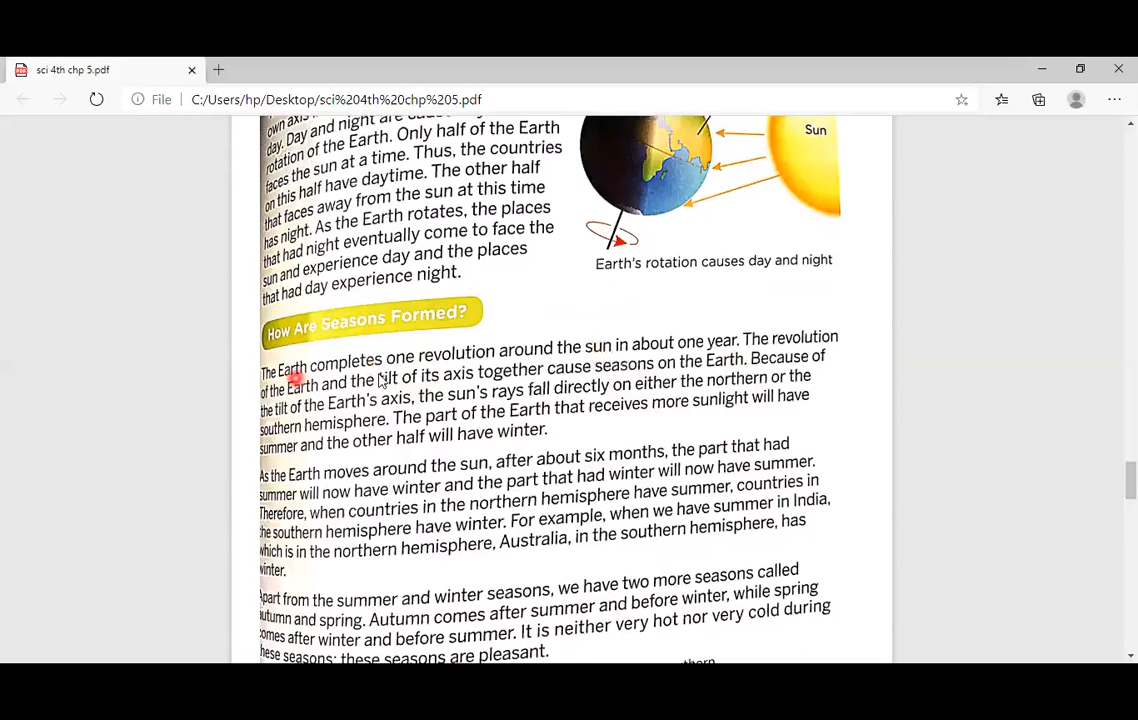 sci 4th chp 5.pdf
File
C:/Users/hp/Desktop/sci%204th%20chp%205.pdf
own axis
day. Day and night are
rotation of the Earth. Only half of the Earth
faces the sun at a time. Thus, the countries
on this half have daytime. The other half
that faces away from the sun at this time
has night. As the Earth rotates, the places
that had night eventually come to face the
sun and experience day and the places
that had day experience night.
Sun
Earth's rotation causes day and night
How Are Seasons Formed?
The Earth completes one revolution around the sun in about one year. The revolution
of the Earth and the tilt of its axis together cause seasons on the Earth. Because of
the tilt of the Earth's axis, the sun's rays fall directly on either the northern or the
southern hemisphere. The part of the Earth that receives more sunlight will have
summer and the other half will have winter.
As the Earth moves around the sun, after about six months, the part that had
summer will now have winter and the part that had winter will now have summer.
Therefore, when countries in the northern hemisphere have summer, countries in
the southern hemisphere have winter. For example, when we have summer in India,
which is in the northern hemisphere, Australia, in the southern hemisphere, has
winter.
Apart from the summer and winter seasons, we have two more seasons called
autumn and spring. Autumn comes after summer and before winter, while spring
comes after winter and before summer. It is neither very hot nor very cold during
these seasons; these seasons are pleasant.